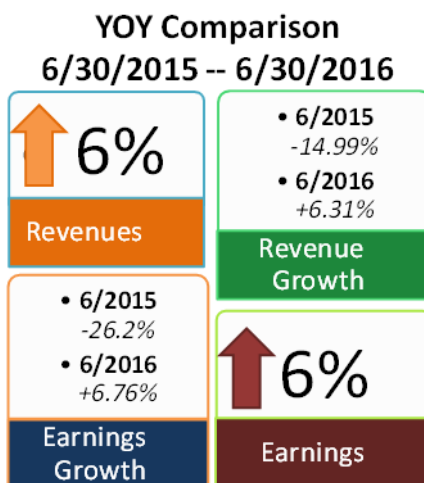 YOY Comparison
6/30/2015 -- 6/30/2016
6%
Revenues
• 6/2015
-14.99%
• 6/2016
+6.31%
Revenue
Growth
• 6/2015
-26.2%
• 6/2016
+6.76%
Earnings
Growth
6%
Earnings